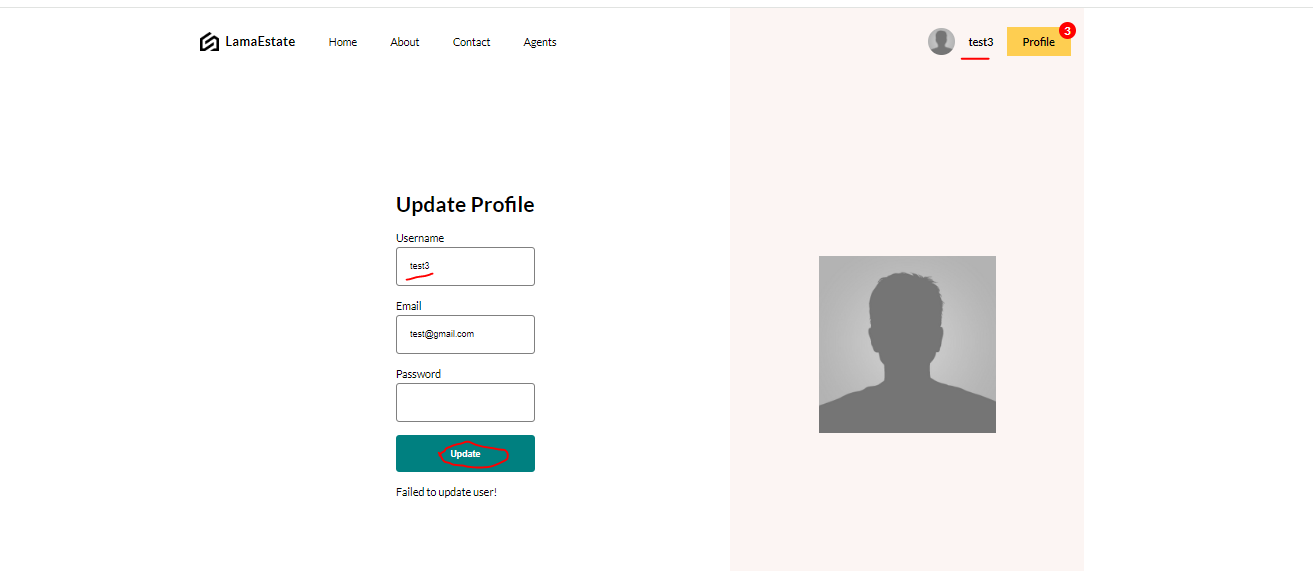 LamaEstate Home About Contact Agents test3 Profile 3
Update Profile
Username
test3
Email
test@gmail.com
Password
Update
Failed to update user!